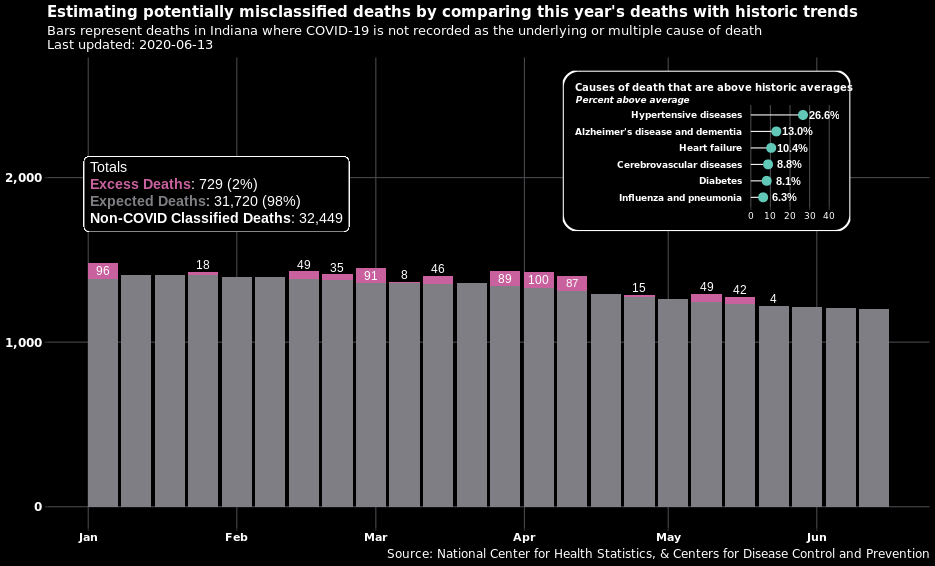 Estimating potentially misclassified deaths by comparing this year's deaths with historic trends
Bars represent deaths in Indiana where COVID-19 is not recorded as the underlying or multiple cause of death
Last updated: 2020-06-13
Causes of death that are above historic averages
Percent above average
Hypertensive diseases 26.6%
Alzheimer's disease and dementia 13.0%
Heart failure 10.4%
Cerebrovascular diseases 8.8%
Diabetes 8.1%
Influenza and pneumonia 6.3%
0 10 20 30 40
Totals
Excess Deaths: 729 (2%)
Expected Deaths: 31,720 (98%)
Non-COVID Classified Deaths: 32,449
2,000
96 18 49 35 91 8 46 89 100 87 15 49 42 4
1,000
0
Jan Feb Mar Apr May Jun
Source: National Center for Health Statistics, & Centers for Disease Control and Prevention